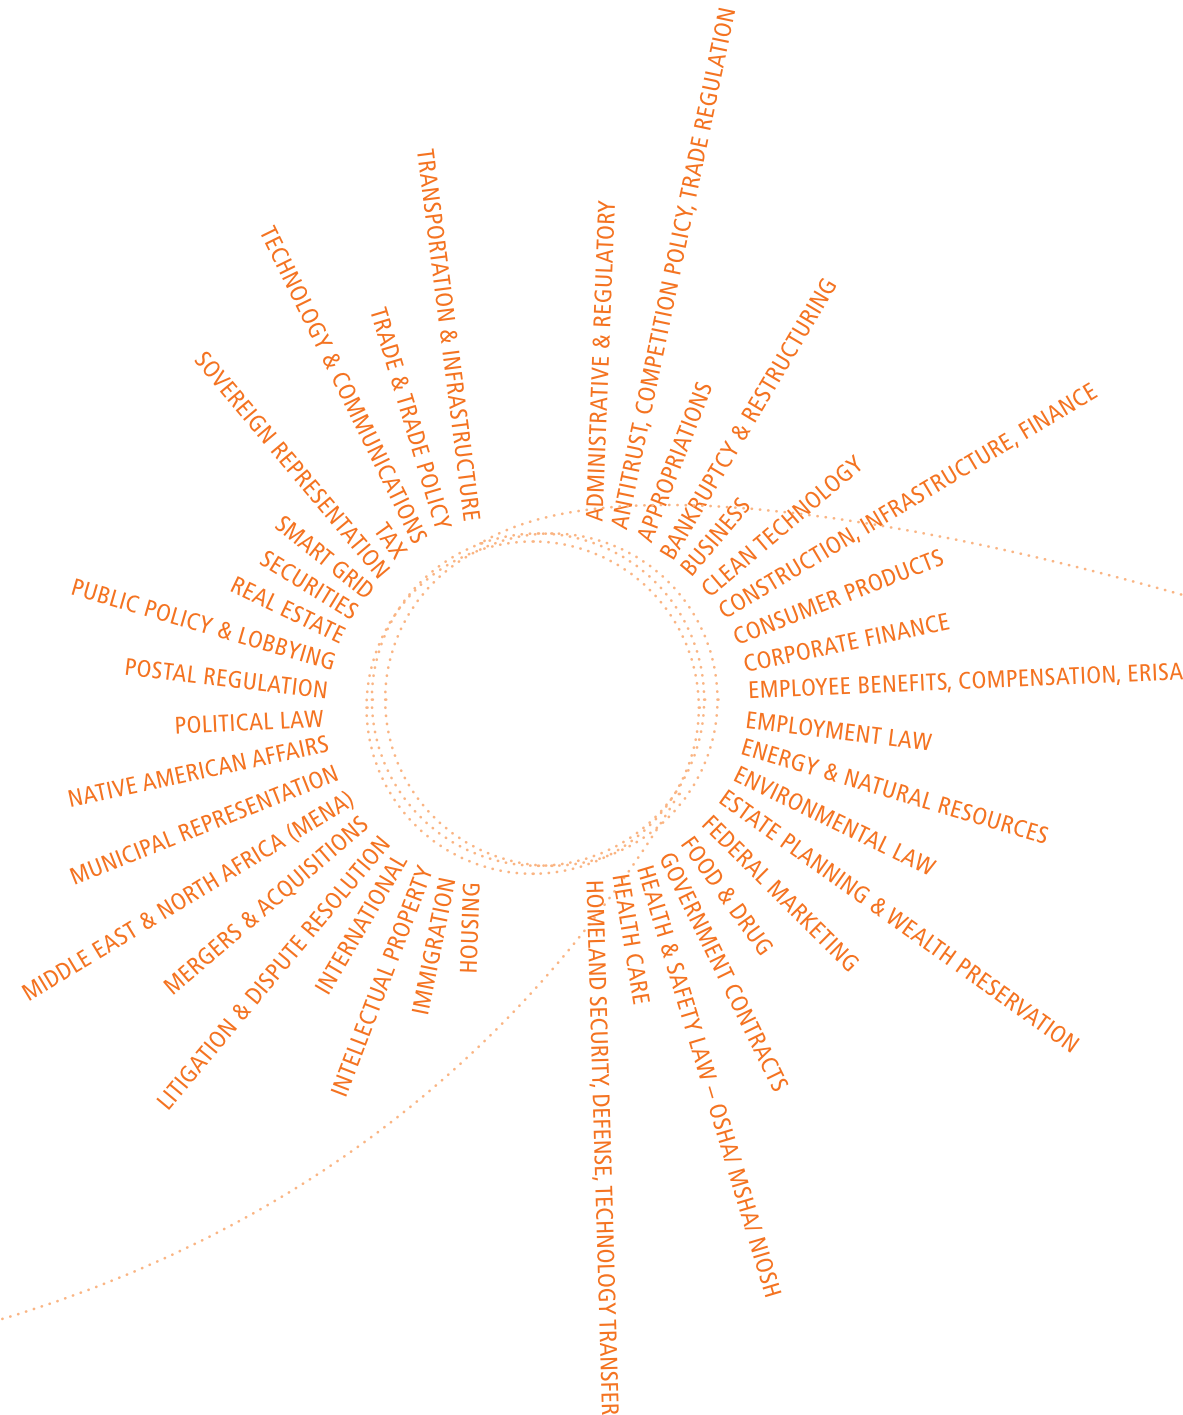 ADMINISTRATIVE & REGULATORY
ANTITRUST, COMPETITION POLICY, TRADE REGULATION
APPROPRIATIONS
BANKRUPTCY & RESTRUCTURING
BUSINESS
CLEAN TECHNOLOGY
CONSTRUCTION, INFRASTRUCTURE, FINANCE
CONSUMER PRODUCTS
CORPORATE FINANCE
EMPLOYEE BENEFITS, COMPENSATION, ERISA
EMPLOYMENT LAW
ENERGY & NATURAL RESOURCES
ENVIRONMENTAL LAW
ESTATE PLANNING & WEALTH PRESERVATION
FEDERAL MARKETING
FOOD & DRUG
GOVERNMENT CONTRACTS
HEALTH & SAFETY LAW – OSHA/ MSHA/ NIOSH
HEALTH CARE
HOMELAND SECURITY, DEFENSE, TECHNOLOGY TRANSFER
HOUSING
IMMIGRATION
INTELLECTUAL PROPERTY
INTERNATIONAL
LITIGATION & DISPUTE RESOLUTION
MERGERS & ACQUISITIONS
MIDDLE EAST & NORTH AFRICA (MENA)
MUNICIPAL REPRESENTATION
NATIVE AMERICAN AFFAIRS
POLITICAL LAW
POSTAL REGULATION
PUBLIC POLICY & LOBBYING
REAL ESTATE
SECURITIES
SMART GRID
SOVEREIGN REPRESENTATION
TAX
TECHNOLOGY & COMMUNICATIONS
TRADE & TRADE POLICY
TRANSPORTATION & INFRASTRUCTURE